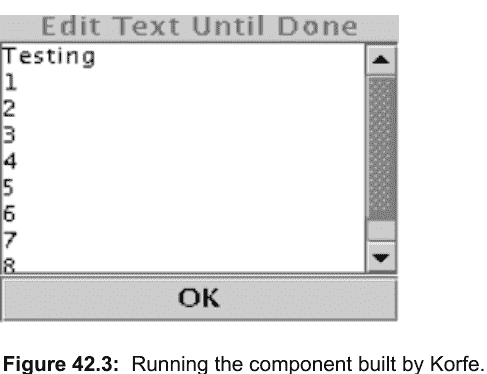 Edit Text Until Done
Testing
1
2
3
4
5
6
7
8
OK
Figure 42.3: Running the component built by Korfe.